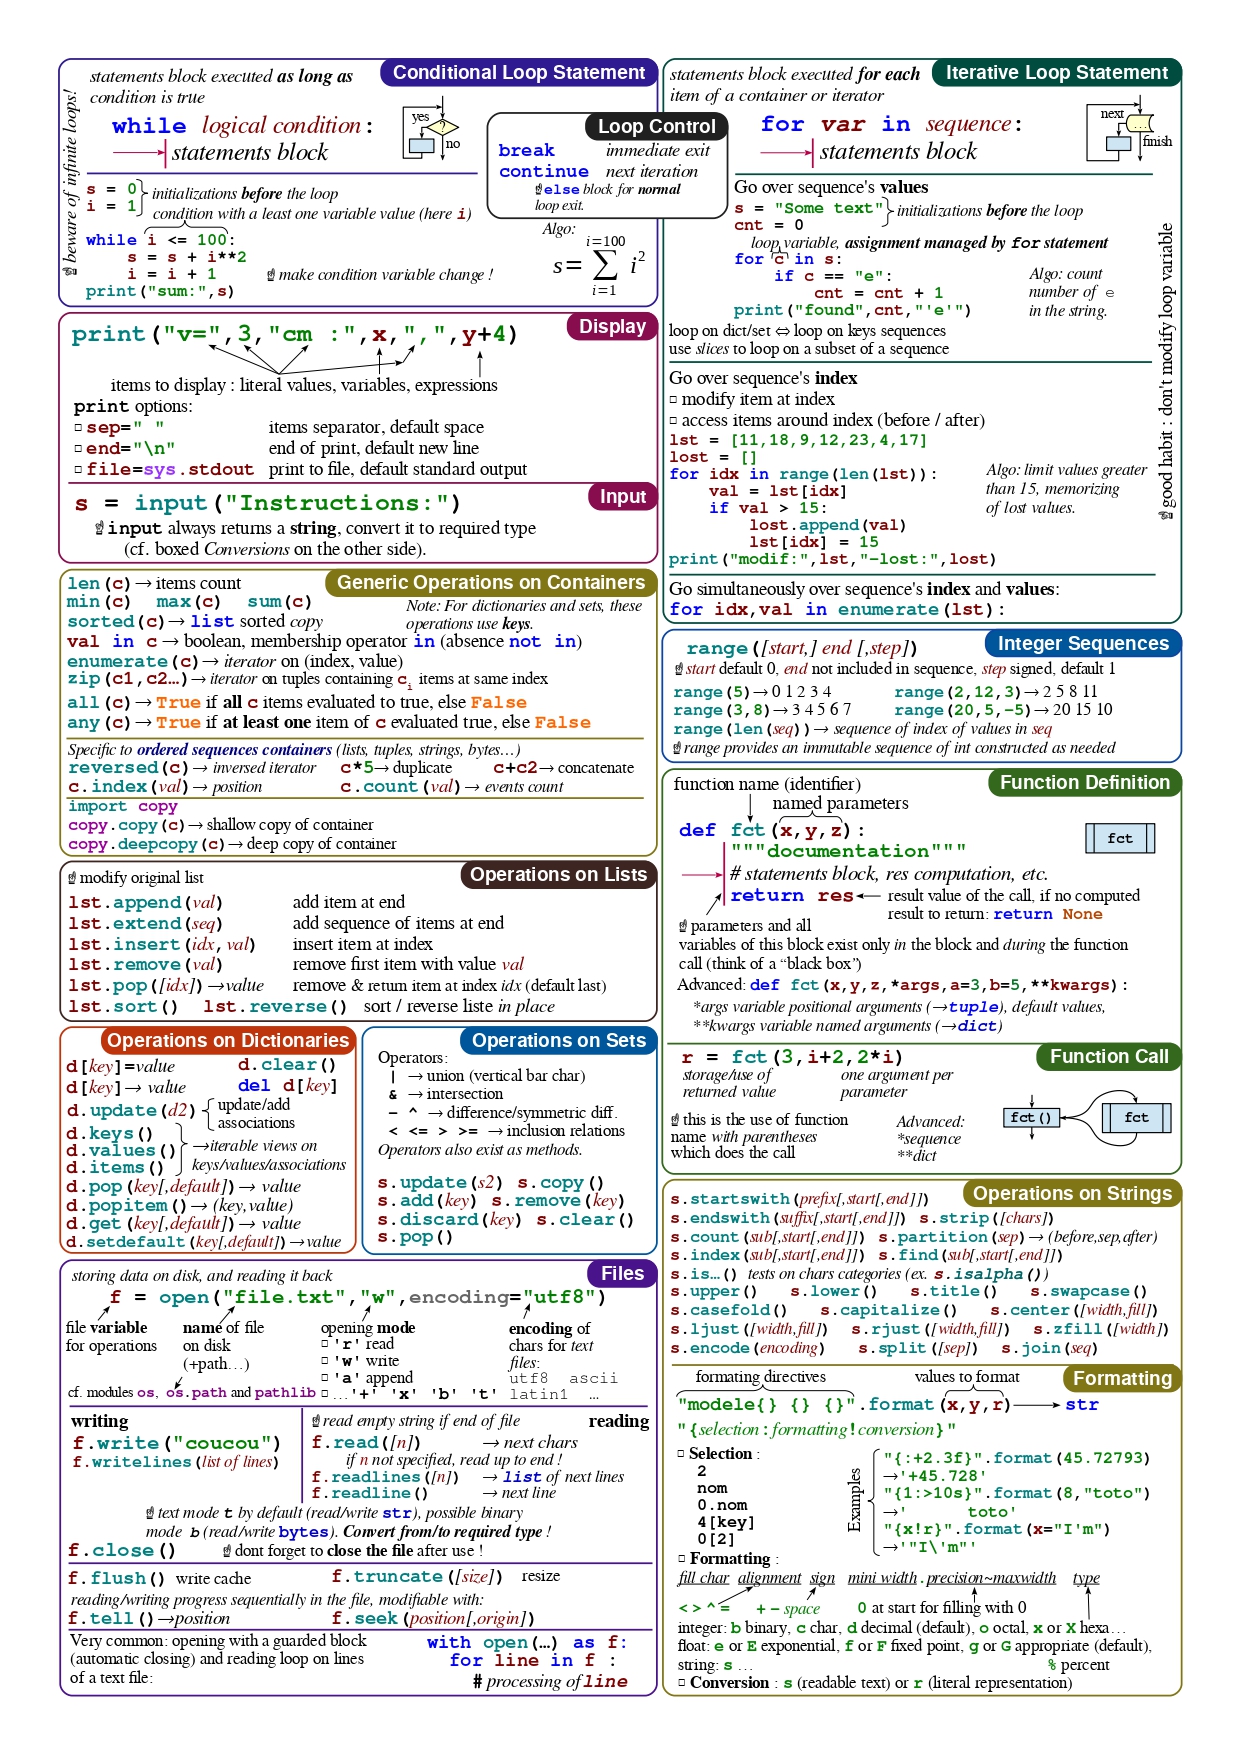 Conditional Loop Statement
statements block executed as long as
condition is true
while logical condition:
statements block
yes
?
no
☝ beware of infinite loops!
s = 0
i = 1
initializations before the loop
condition with a least one variable value (here i)
while i <= 100:
s = s + i**2
i = i + 1
☝ make condition variable change !
print("sum:",s)
Algo:
i=100
s = ∑ i²
i=1
Loop Control
break immediate exit
continue next iteration
☝ else block for normal
loop exit.
Iterative Loop Statement
statements block executed for each
item of a container or iterator
for var in sequence:
statements block
next
...
finish
Go over sequence's values
s = "Some text"
cnt = 0
initializations before the loop
loop variable, assignment managed by for statement
for c in s:
if c == "e":
cnt = cnt + 1
print("found",cnt,"'e'")
Algo: count
number of e
in the string.
loop on dict/set ⇔ loop on keys sequences
use slices to loop on a subset of a sequence
Go over sequence's index
□ modify item at index
□ access items around index (before / after)
lst = [11,18,9,12,23,4,17]
lost = []
for idx in range(len(lst)):
val = lst[idx]
if val > 15:
lost.append(val)
lst[idx] = 15
print("modif:",lst,"-lost:",lost)
Algo: limit values greater
than 15, memorizing
of lost values.
☝ good habit : don't modify loop variable
Go simultaneously over sequence's index and values:
for idx,val in enumerate(lst):
Display
print("v=",3,"cm :",x,",",y+4)
items to display : literal values, variables, expressions
print options:
□ sep=" " items separator, default space
□ end="\n" end of print, default new line
□ file=sys.stdout print to file, default standard output
Input
s = input("Instructions:")
☝ input always returns a string, convert it to required type
(cf. boxed Conversions on the other side).
Generic Operations on Containers
len(c)→ items count
min(c) max(c) sum(c)
sorted(c)→ list sorted copy
Note: For dictionaries and sets, these
operations use keys.
val in c → boolean, membership operator in (absence not in)
enumerate(c)→ iterator on (index, value)
zip(c1,c2…)→ iterator on tuples containing cᵢ items at same index
all(c)→ True if all c items evaluated to true, else False
any(c)→ True if at least one item of c evaluated true, else False
Specific to ordered sequences containers (lists, tuples, strings, bytes…)
reversed(c)→ inversed iterator c*5→ duplicate c+c2→ concatenate
c.index(val)→ position c.count(val)→ events count
import copy
copy.copy(c)→ shallow copy of container
copy.deepcopy(c)→ deep copy of container
Integer Sequences
range([start,] end [,step])
☝ start default 0, end not included in sequence, step signed, default 1
range(5)→ 0 1 2 3 4 range(2,12,3)→ 2 5 8 11
range(3,8)→ 3 4 5 6 7 range(20,5,-5)→ 20 15 10
range(len(seq))→ sequence of index of values in seq
☝ range provides an immutable sequence of int constructed as needed
Operations on Lists
☝ modify original list
lst.append(val) add item at end
lst.extend(seq) add sequence of items at end
lst.insert(idx,val) insert item at index
lst.remove(val) remove first item with value val
lst.pop([idx])→value remove & return item at index idx (default last)
lst.sort() lst.reverse() sort / reverse liste in place
Function Definition
function name (identifier)
named parameters
def fct(x,y,z):
"""documentation"""
# statements block, res computation, etc.
return res
result value of the call, if no computed
result to return: return None
fct
☝ parameters and all
variables of this block exist only in the block and during the function
call (think of a “black box”)
Advanced: def fct(x,y,z,*args,a=3,b=5,**kwargs):
*args variable positional arguments (→tuple), default values,
**kwargs variable named arguments (→dict)
Function Call
r = fct(3,i+2,2*i)
storage/use of one argument per
returned value parameter
☝ this is the use of function
name with parentheses
which does the call
Advanced:
*sequence
**dict
fct()
fct
Operations on Dictionaries
d[key]=value d.clear()
d[key]→ value del d[key]
d.update(d2) update/add
associations
d.keys()
d.values()
d.items()
→iterable views on
keys/values/associations
d.pop(key[,default])→ value
d.popitem()→ (key,value)
d.get(key[,default])→ value
d.setdefault(key[,default])→value
Operations on Sets
Operators:
| → union (vertical bar char)
& → intersection
- ^ → difference/symmetric diff.
< <= > >= → inclusion relations
Operators also exist as methods.
s.update(s2) s.copy()
s.add(key) s.remove(key)
s.discard(key) s.clear()
s.pop()
Operations on Strings
s.startswith(prefix[,start[,end]])
s.endswith(suffix[,start[,end]]) s.strip([chars])
s.count(sub[,start[,end]]) s.partition(sep)→ (before,sep,after)
s.index(sub[,start[,end]]) s.find(sub[,start[,end]])
s.is…() tests on chars categories (ex. s.isalpha())
s.upper() s.lower() s.title() s.swapcase()
s.casefold() s.capitalize() s.center([width,fill])
s.ljust([width,fill]) s.rjust([width,fill]) s.zfill([width])
s.encode(encoding) s.split([sep]) s.join(seq)
Files
storing data on disk, and reading it back
f = open("file.txt","w",encoding="utf8")
file variable
for operations
name of file
on disk
(+path…)
opening mode
□ 'r' read
□ 'w' write
□ 'a' append
□ …'+' 'x' 'b' 't'
encoding of
chars for text
files:
utf8 ascii
latin1 …
cf. modules os, os.path and pathlib
writing
f.write("coucou")
f.writelines(list of lines)
☝ read empty string if end of file reading
f.read([n]) → next chars
if n not specified, read up to end !
f.readlines([n]) → list of next lines
f.readline() → next line
☝ text mode t by default (read/write str), possible binary
mode b (read/write bytes). Convert from/to required type !
f.close() ☝ dont forget to close the file after use !
f.flush() write cache f.truncate([size]) resize
reading/writing progress sequentially in the file, modifiable with:
f.tell()→position f.seek(position[,origin])
Very common: opening with a guarded block
(automatic closing) and reading loop on lines
of a text file:
with open(…) as f:
for line in f :
# processing of line
Formatting
formating directives values to format
"modele{} {} {}".format(x,y,r)→ str
"{selection:formatting!conversion}"
□ Selection :
2
nom
0.nom
4[key]
0[2]
Examples
"{:+2.3f}".format(45.72793)
→'+45.728'
"{1:>10s}".format(8,"toto")
→'      toto'
"{x!r}".format(x="I'm")
→'"I\'m"'
□ Formatting :
fill char alignment sign mini width.precision~maxwidth type
< > ^ = + - space 0 at start for filling with 0
integer: b binary, c char, d decimal (default), o octal, x or X hexa…
float: e or E exponential, f or F fixed point, g or G appropriate (default),
string: s … % percent
□ Conversion : s (readable text) or r (literal representation)